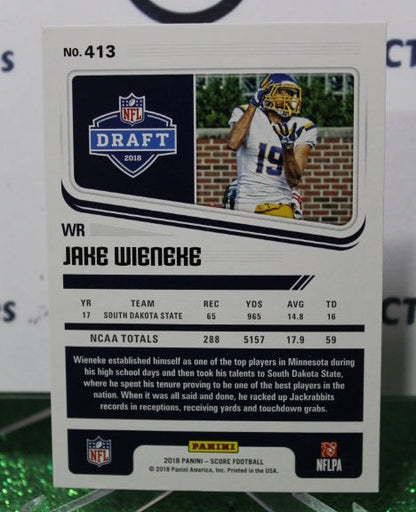 NO. 413
NFL
DRAFT
2018
19
WR
JAKE WIENEKE
YR TEAM REC YDS AVG TD
17 SOUTH DAKOTA STATE 65 965 14.8 16
NCAA TOTALS 288 5157 17.9 59
Wieneke established himself as one of the top players in Minnesota during
his high school days and then took his talents to South Dakota State,
where he spent his tenure proving to be one of the best players in the
nation. When it was all said and done, he racked up Jackrabbits
records in receptions, receiving yards and touchdown grabs.
NFL
PANINI
2018 PANINI – SCORE FOOTBALL
© 2018 Panini America, Inc. Printed in the USA.
NFLPA